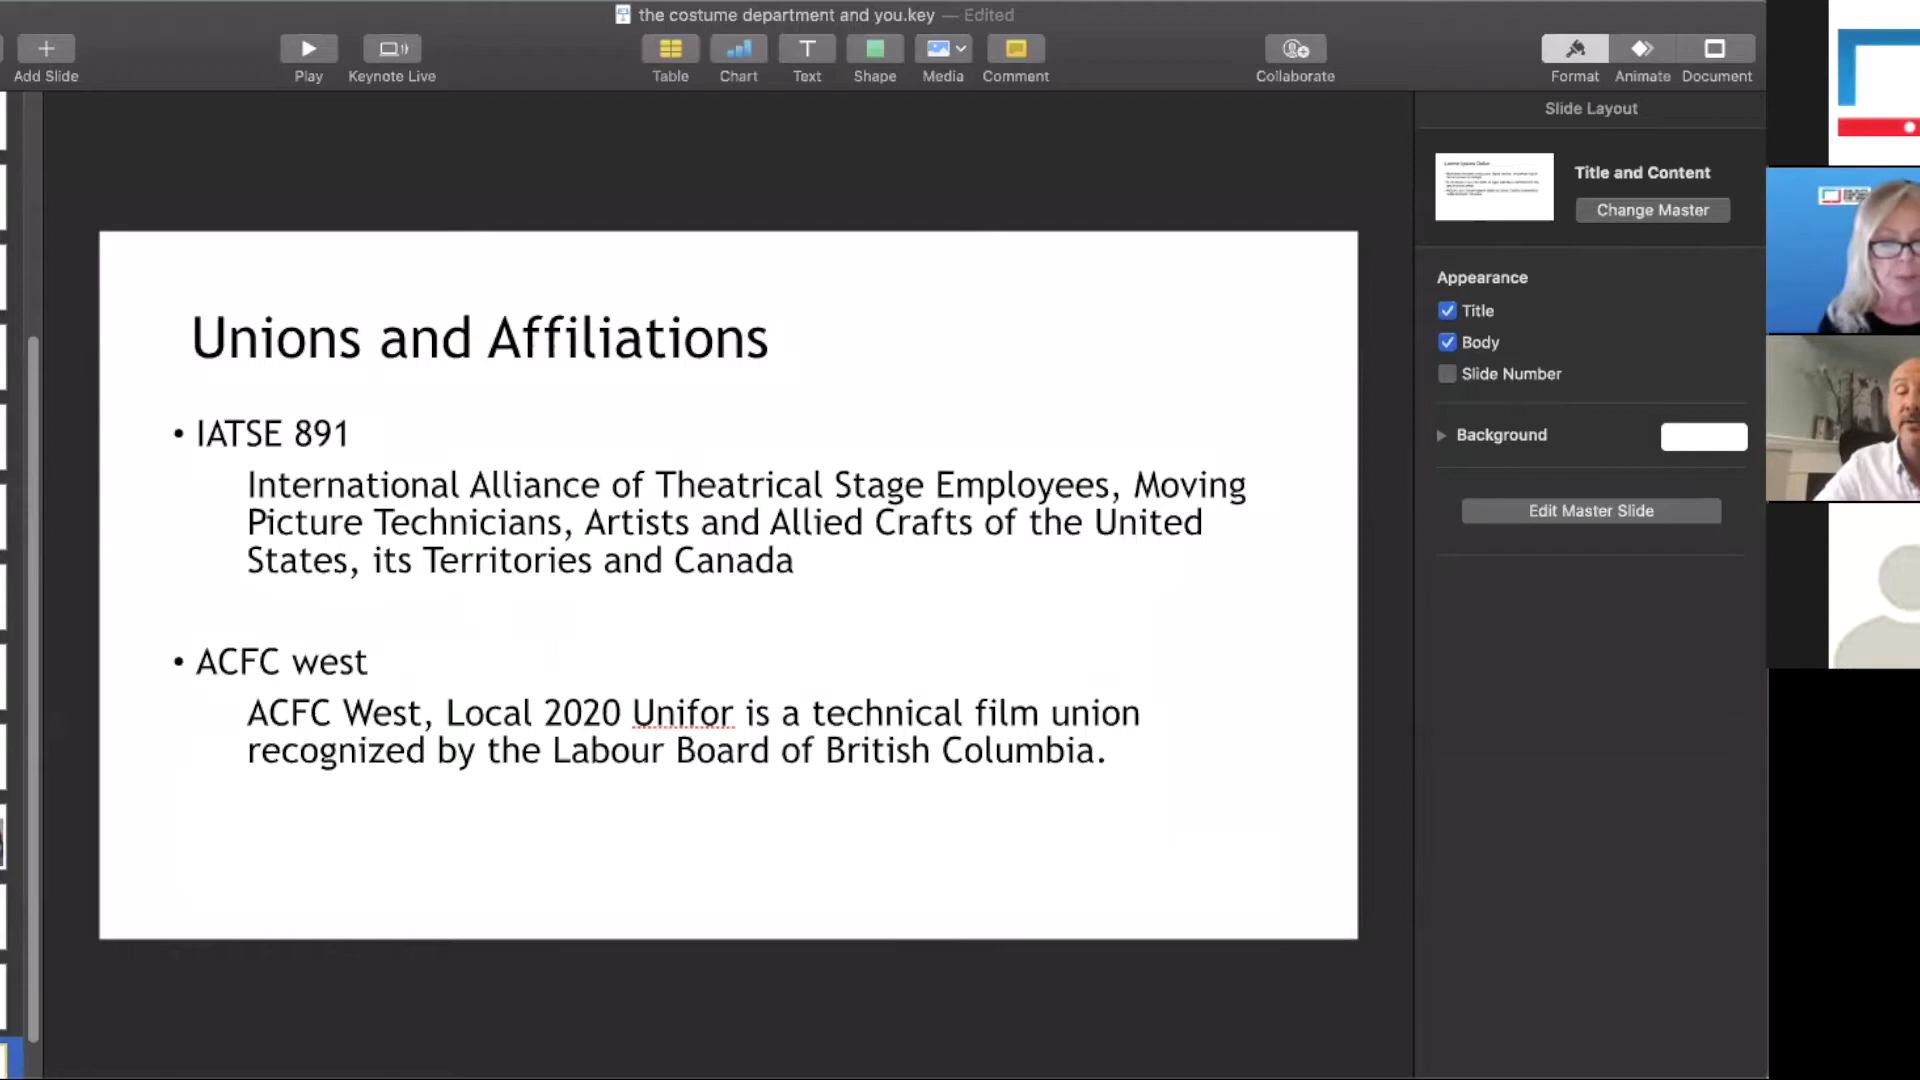 the costume department and you.key — Edited
Add Slide
Play
Keynote Live
Table
Chart
Text
Shape
Media
Comment
Collaborate
Format
Animate
Document
Slide Layout
Title and Content
Change Master
Appearance
Title
Body
Slide Number
Background
Edit Master Slide
Unions and Affiliations
• IATSE 891
International Alliance of Theatrical Stage Employees, Moving
Picture Technicians, Artists and Allied Crafts of the United
States, its Territories and Canada
• ACFC west
ACFC West, Local 2020 Unifor is a technical film union
recognized by the Labour Board of British Columbia.